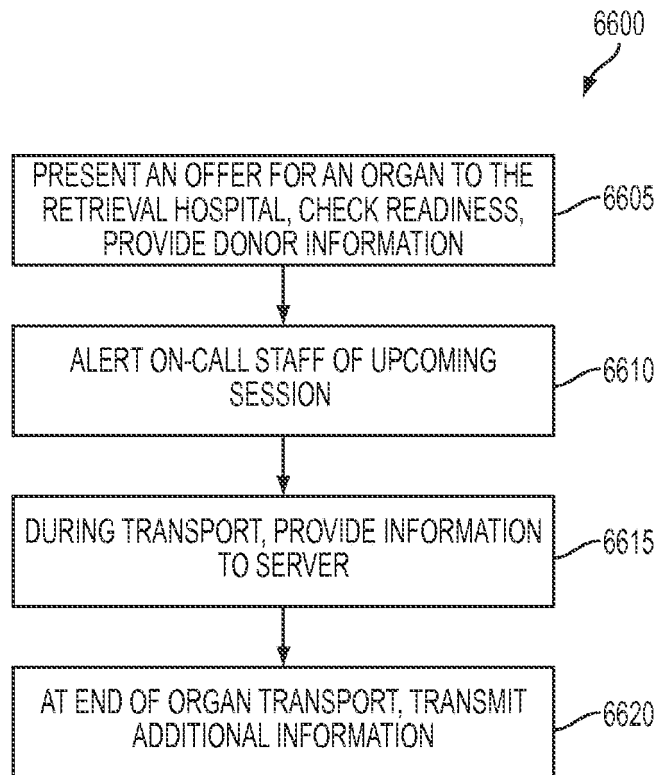 6600
PRESENT AN OFFER FOR AN ORGAN TO THE
RETRIEVAL HOSPITAL, CHECK READINESS,
PROVIDE DONOR INFORMATION
6605
ALERT ON-CALL STAFF OF UPCOMING
SESSION
6610
DURING TRANSPORT, PROVIDE INFORMATION
TO SERVER
6615
AT END OF ORGAN TRANSPORT, TRANSMIT
ADDITIONAL INFORMATION
6620